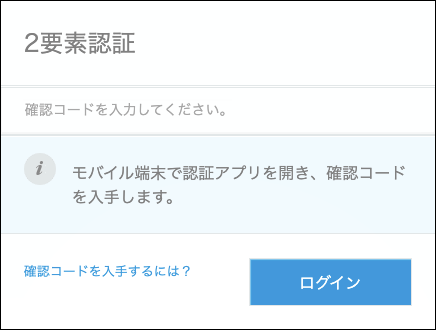 2要素認証
確認コードを入力してください。
i
モバイル端末で認証アプリを開き、確認コード
を入手します。
確認コードを入手するには？
ログイン